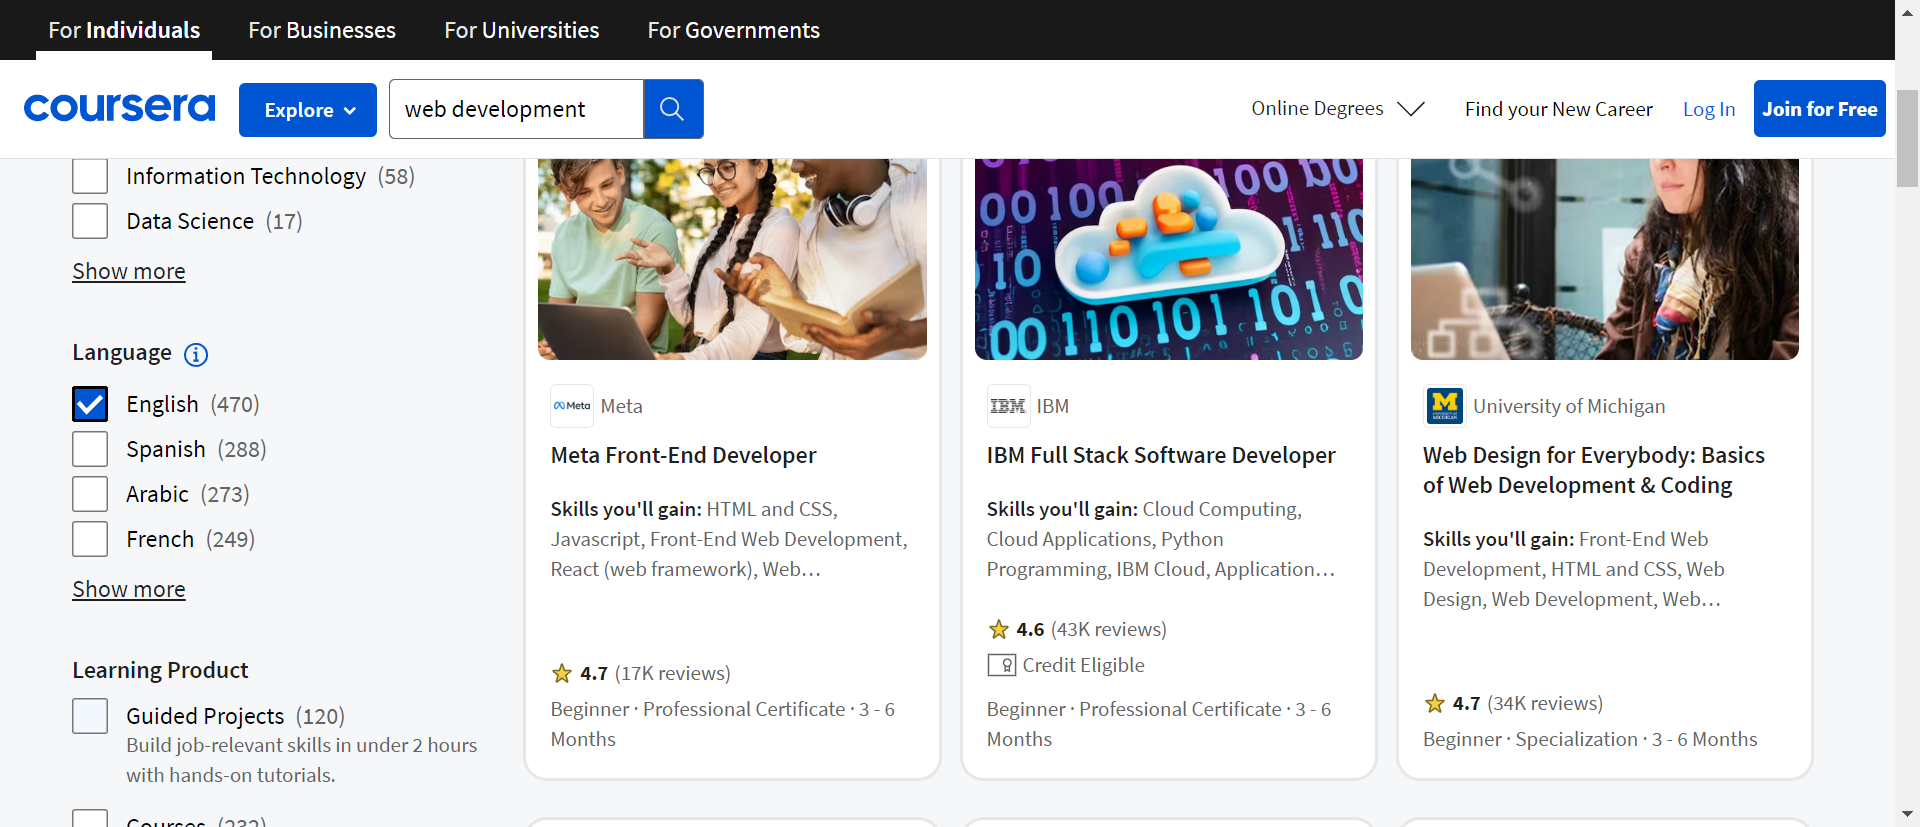 For Individuals
For Businesses
For Universities
For Governments
coursera
Explore
web development
Online Degrees
Find your New Career
Log In
Join for Free
Information Technology (58)
Data Science (17)
Show more
Language
English (470)
Spanish (288)
Arabic (273)
French (249)
Show more
Learning Product
Guided Projects (120)
Build job-relevant skills in under 2 hours
with hands-on tutorials.
Courses (232)
Meta
Meta
Meta Front-End Developer
Skills you'll gain: HTML and CSS,
Javascript, Front-End Web Development,
React (web framework), Web…
4.7 (17K reviews)
Beginner · Professional Certificate · 3 - 6
Months
IBM
IBM
IBM Full Stack Software Developer
Skills you'll gain: Cloud Computing,
Cloud Applications, Python
Programming, IBM Cloud, Application…
4.6 (43K reviews)
Credit Eligible
Beginner · Professional Certificate · 3 - 6
Months
M
University of Michigan
Web Design for Everybody: Basics
of Web Development & Coding
Skills you'll gain: Front-End Web
Development, HTML and CSS, Web
Design, Web Development, Web…
4.7 (34K reviews)
Beginner · Specialization · 3 - 6 Months